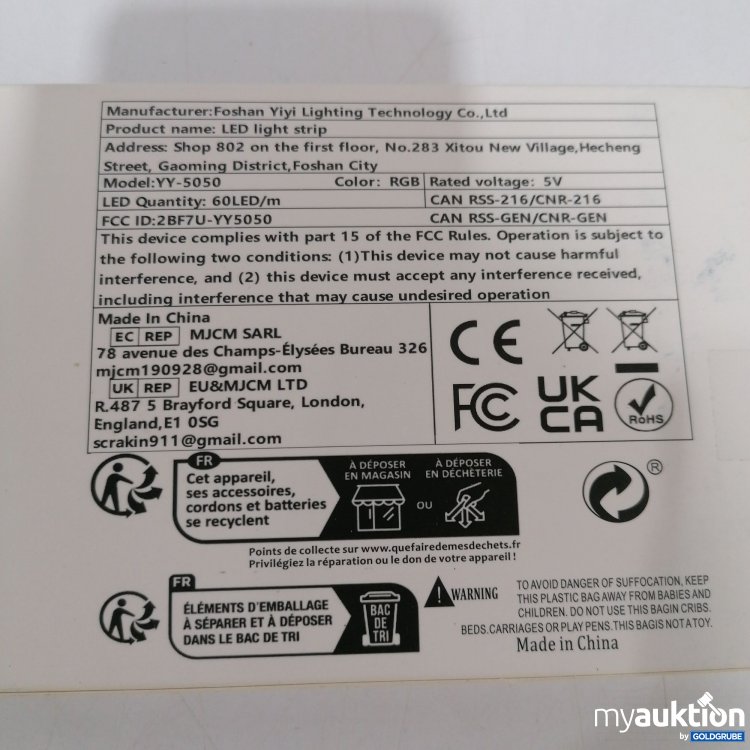 Manufacturer:Foshan Yiyi Lighting Technology Co.,Ltd
Product name: LED light strip
Address: Shop 802 on the first floor, No.283 Xitou New Village,Hecheng
Street, Gaoming District,Foshan City
Model:YY-5050 Color: RGB Rated voltage: 5V
LED Quantity: 60LED/m CAN RSS-216/CNR-216
FCC ID:2BF7U-YY5050 CAN RSS-GEN/CNR-GEN
This device complies with part 15 of the FCC Rules. Operation is subject to
the following two conditions: (1)This device may not cause harmful
interference, and (2) this device must accept any interference received,
including interference that may cause undesired operation
Made In China
EC REP MJCM SARL
78 avenue des Champs-Élysées Bureau 326
mjcm190928@gmail.com
UK REP EU&MJCM LTD
R.487 5 Brayford Square, London,
England,E1 0SG
scrakin911@gmail.com
CE
FC
UK
CA
RoHS
FR
Cet appareil,
ses accessoires,
cordons et batteries
se recyclent
À DÉPOSER
EN MAGASIN
OU
À DÉPOSER
EN DÉCHÈTERIE
®
Points de collecte sur www.quefairedemesdechets.fr
Privilégiez la réparation ou le don de votre appareil !
FR
ÉLÉMENTS D'EMBALLAGE
À SÉPARER ET À DÉPOSER
DANS LE BAC DE TRI
BAC
DE
TRI
WARNING
TO AVOID DANGER OF SUFFOCATION, KEEP
THIS PLASTIC BAG AWAY FROM BABIES AND
CHILDREN. DO NOT USE THIS BAGIN CRIBS.
BEDS.CARRIAGES OR PLAY PENS.THIS BAGIS NOT A TOY.
Made in China
myauktion
by GOLDGRUBE